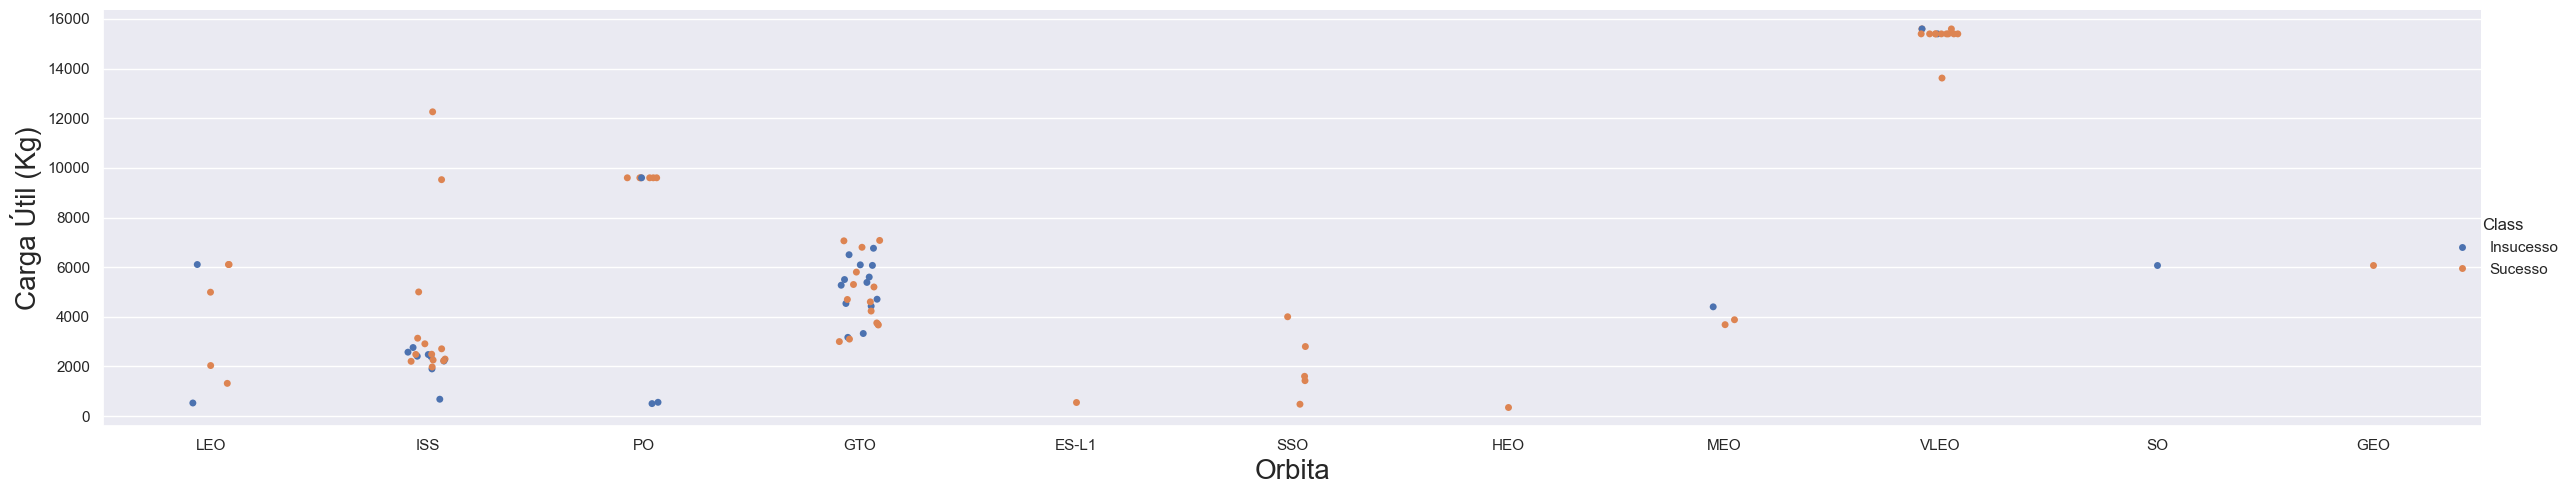 16000
14000
12000
10000
8000
6000
4000
2000
0
Carga Útil (Kg)
LEO ISS PO GTO ES-L1 SSO HEO MEO VLEO SO GEO
Orbita
Class
Insucesso
Sucesso